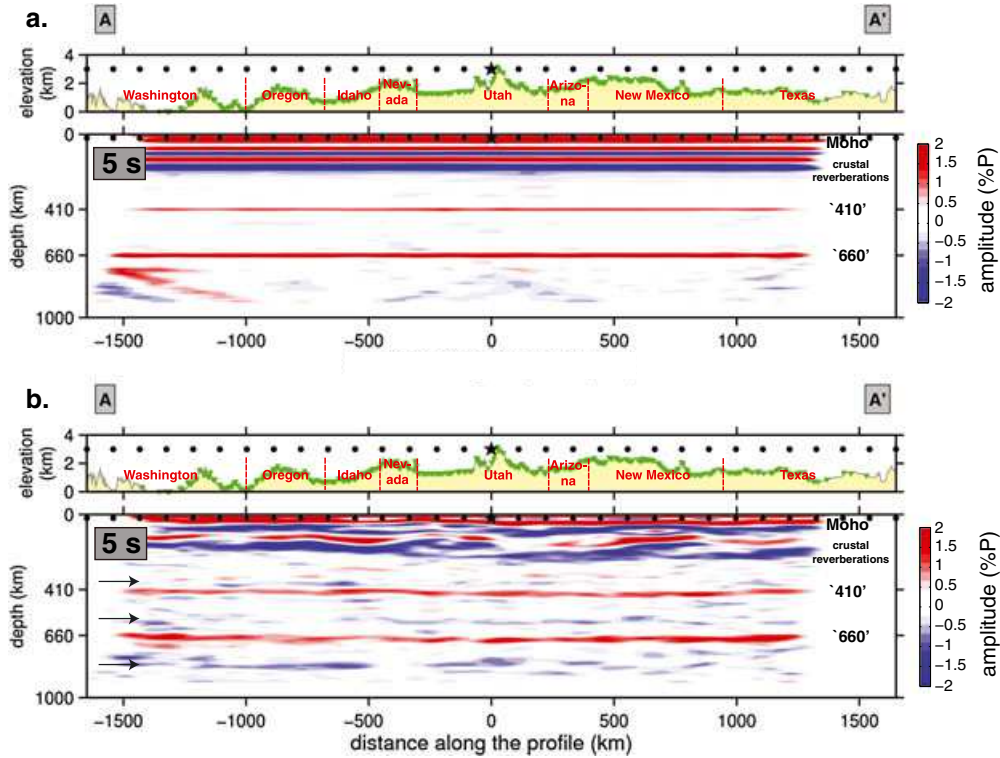 a.
A
A'
elevation
(km)
4
2
0
Washington
Oregon
Idaho
Nev-
ada
Utah
Arizo-
na
New Mexico
Texas
depth (km)
0
410
660
1000
5 s
Moho
crustal
reverberations
`410'
`660'
2
1.5
1
0.5
0
−0.5
−1
−1.5
−2
amplitude (%P)
−1500
−1000
−500
0
500
1000
1500
b.
A
A'
elevation
(km)
4
2
0
Washington
Oregon
Idaho
Nev-
ada
Utah
Arizo-
na
New Mexico
Texas
depth (km)
0
410
660
1000
5 s
Moho
crustal
reverberations
`410'
`660'
2
1.5
1
0.5
0
−0.5
−1
−1.5
−2
amplitude (%P)
−1500
−1000
−500
0
500
1000
1500
distance along the profile (km)